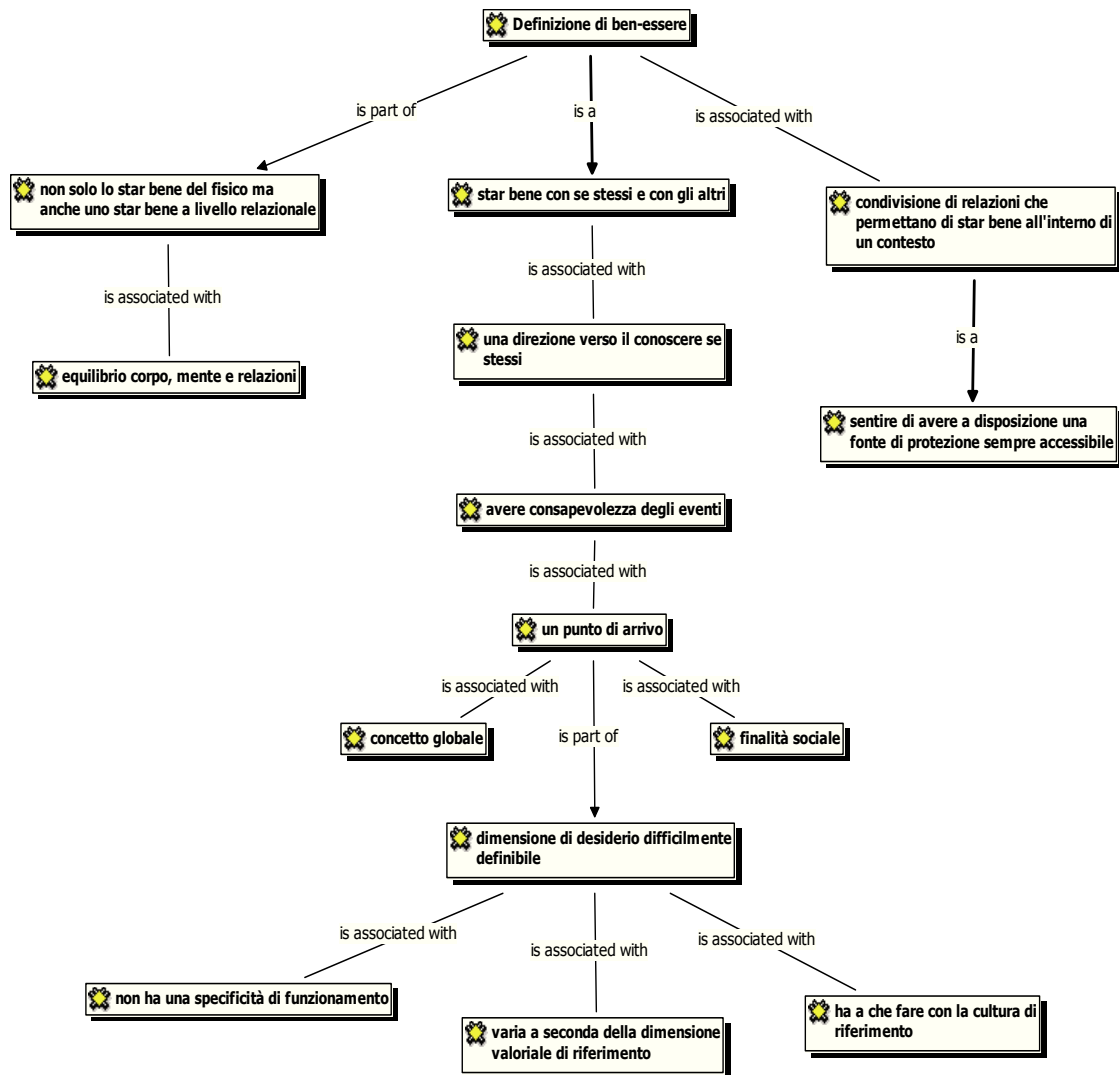 Definizione di ben-essere
is part of
is a
is associated with
non solo lo star bene del fisico ma
anche uno star bene a livello relazionale
star bene con se stessi e con gli altri
condivisione di relazioni che
permettano di star bene all'interno di
un contesto
is associated with
is associated with
is a
una direzione verso il conoscere se
stessi
equilibrio corpo, mente e relazioni
sentire di avere a disposizione una
fonte di protezione sempre accessibile
is associated with
avere consapevolezza degli eventi
is associated with
un punto di arrivo
is associated with
is associated with
is part of
concetto globale
finalità sociale
dimensione di desiderio difficilmente
definibile
is associated with
is associated with
is associated with
non ha una specificità di funzionamento
varia a seconda della dimensione
valoriale di riferimento
ha a che fare con la cultura di
riferimento